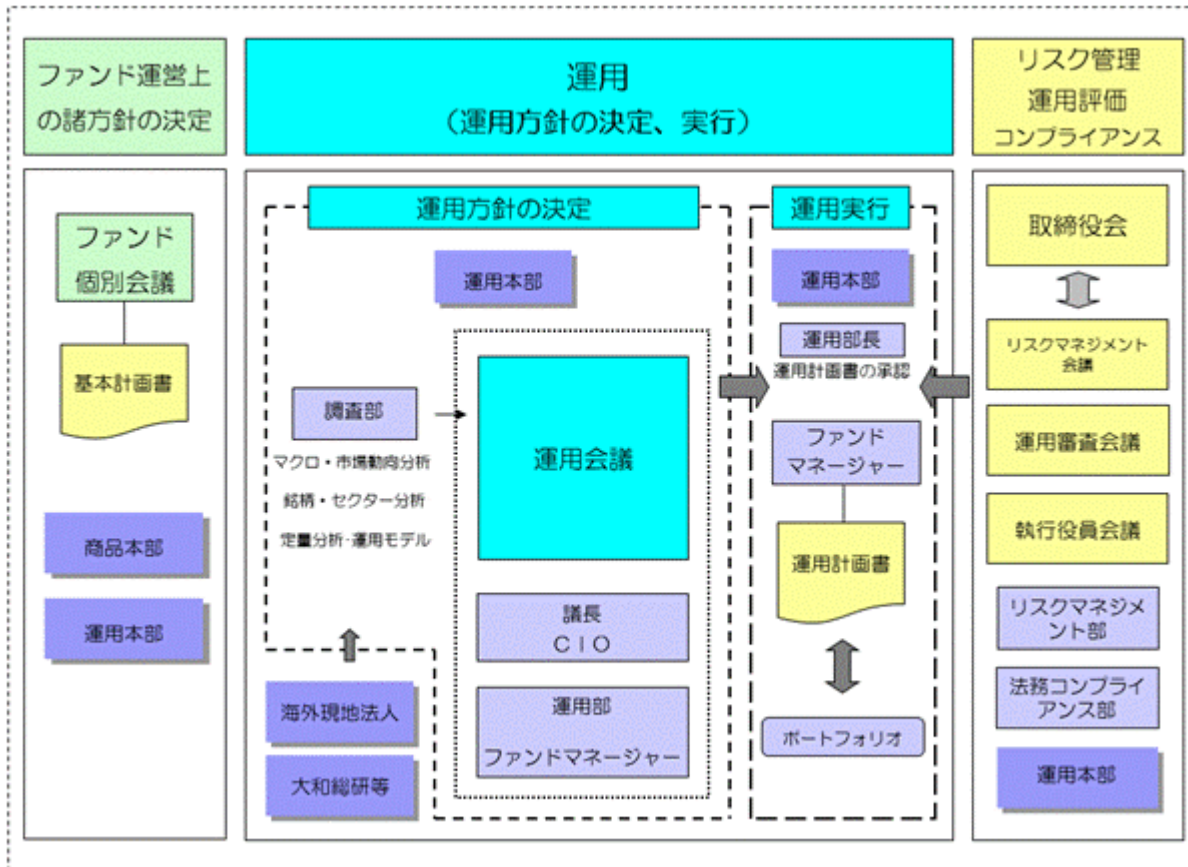 ファンド運営上
の諸方針の決定
運用
（運用方針の決定、実行）
リスク管理
運用評価
コンプライアンス
ファンド
個別会議
基本計画書
商品本部
運用本部
運用方針の決定
運用本部
調査部
マクロ・市場動向分析
銘柄・セクター分析
定量分析・運用モデル
運用会議
議長
ＣＩＯ
運用部
ファンドマネージャー
海外現地法人
大和総研等
運用実行
運用本部
運用部長
運用計画書の承認
ファンド
マネージャー
運用計画書
ポートフォリオ
取締役会
リスクマネジメント
会議
運用審査会議
執行役員会議
リスクマネジメ
ント部
法務コンプライ
アンス部
運用本部